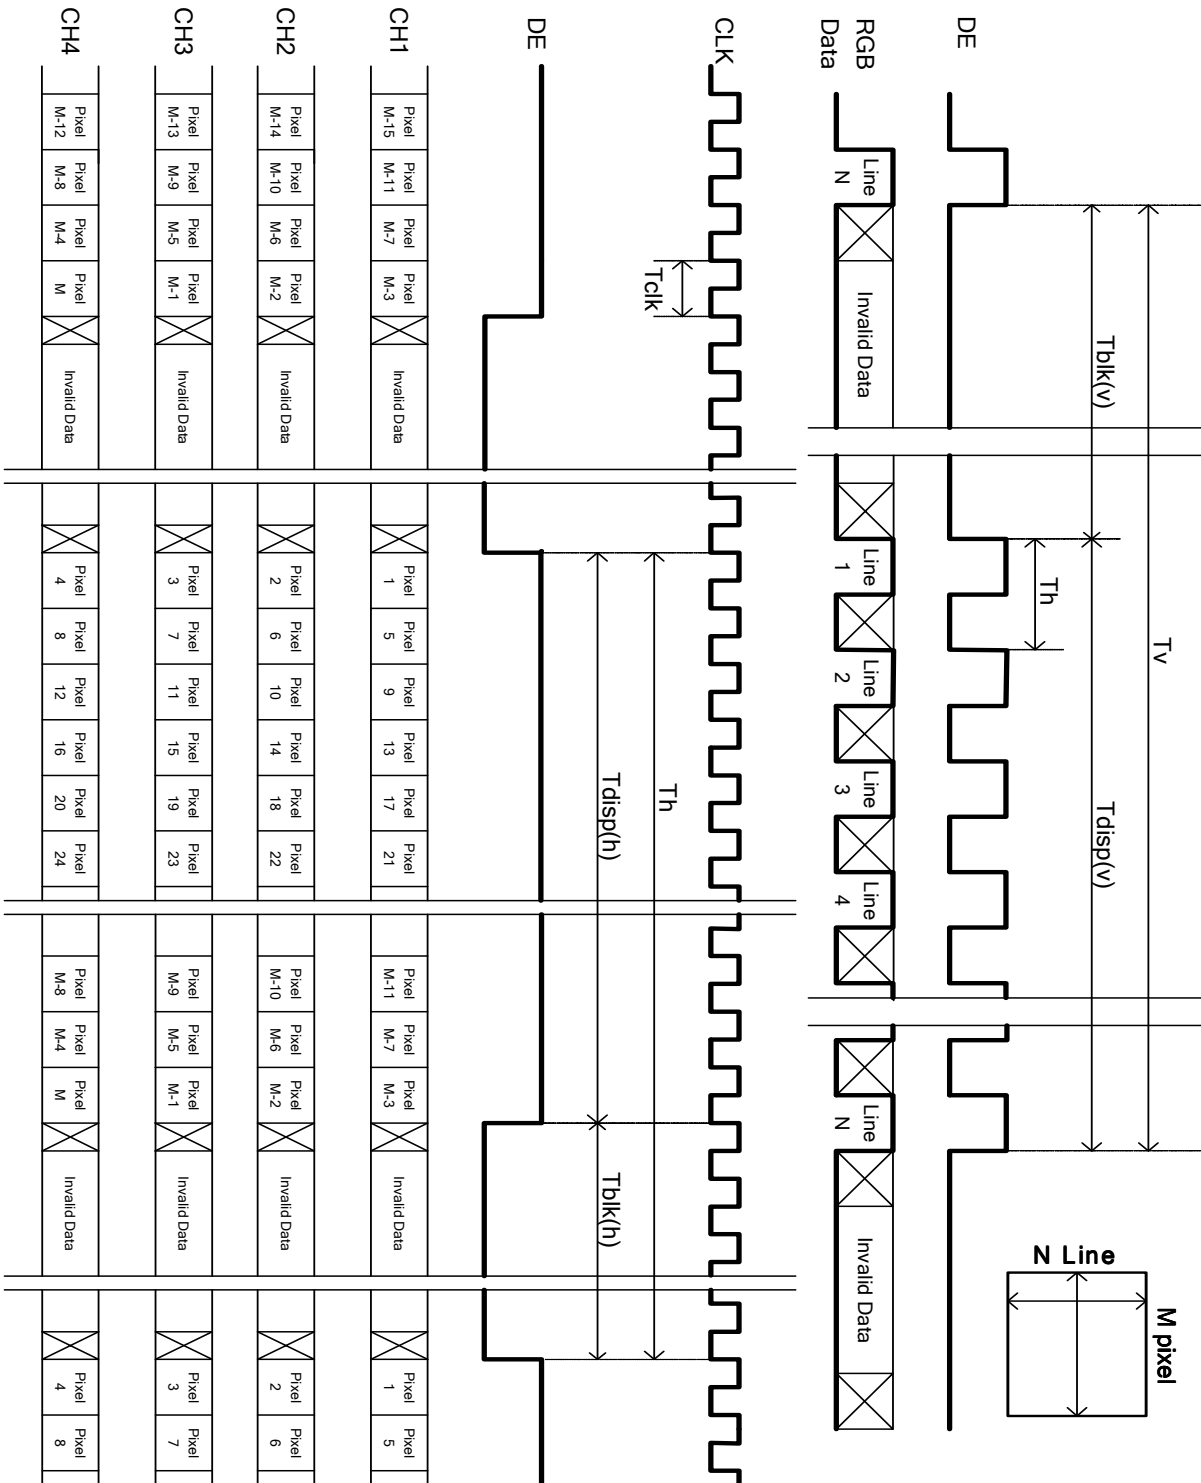 DE
RGB
Data
Line
N
Invalid Data
Line
1
Line
2
Line
3
Line
4
Line
N
Invalid Data
Tv
Tblk(v)
Tdisp(v)
Th
N Line
M pixel
CLK
Tclk
Th
Tdisp(h)
Tblk(h)
DE
CH1
Pixel Pixel Pixel Pixel
M-15 M-11 M-7 M-3
Invalid Data
Pixel Pixel Pixel Pixel Pixel Pixel
1 5 9 13 17 21
Pixel Pixel Pixel
M-11 M-7 M-3
Invalid Data
Pixel Pixel
1 5
CH2
Pixel Pixel Pixel Pixel
M-14 M-10 M-6 M-2
Invalid Data
Pixel Pixel Pixel Pixel Pixel Pixel
2 6 10 14 18 22
Pixel Pixel Pixel
M-10 M-6 M-2
Invalid Data
Pixel Pixel
2 6
CH3
Pixel Pixel Pixel Pixel
M-13 M-9 M-5 M-1
Invalid Data
Pixel Pixel Pixel Pixel Pixel Pixel
3 7 11 15 19 23
Pixel Pixel Pixel
M-9 M-5 M-1
Invalid Data
Pixel Pixel
3 7
CH4
Pixel Pixel Pixel Pixel
M-12 M-8 M-4 M
Invalid Data
Pixel Pixel Pixel Pixel Pixel Pixel
4 8 12 16 20 24
Pixel Pixel Pixel
M-8 M-4 M
Invalid Data
Pixel Pixel
4 8